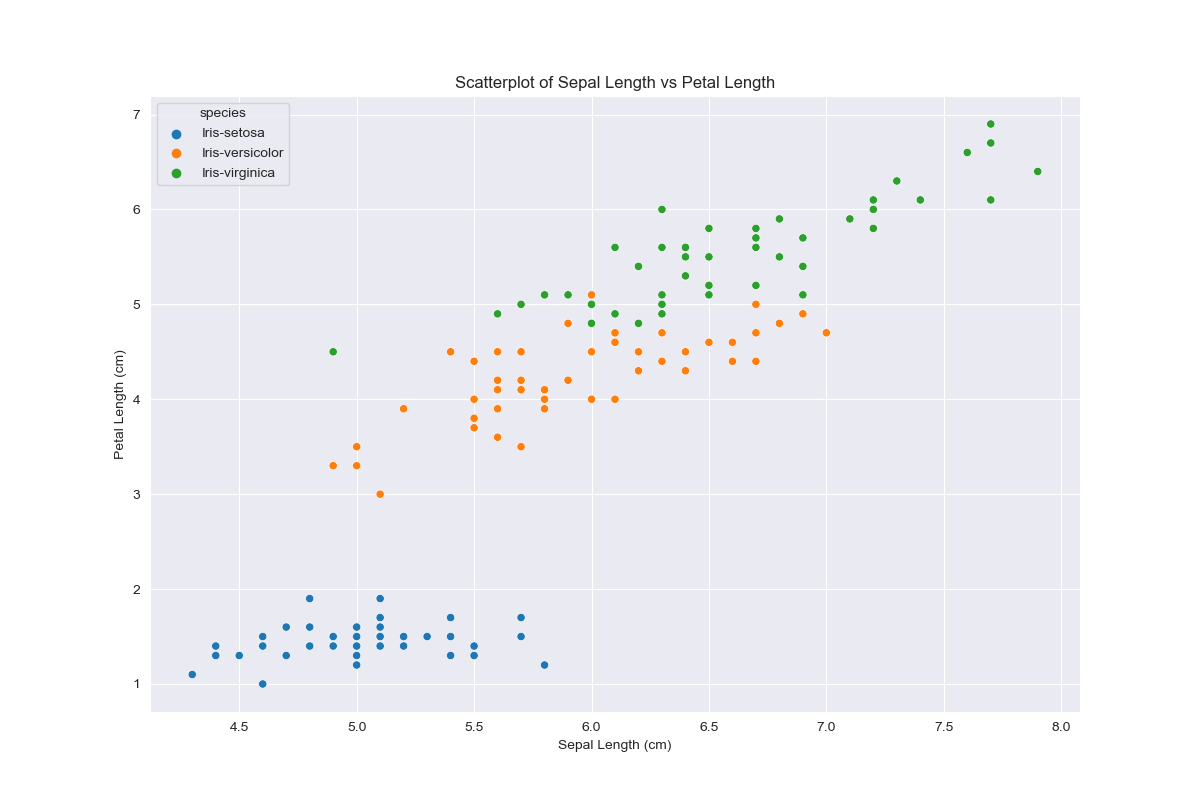 Scatterplot of Sepal Length vs Petal Length
species
Iris-setosa
Iris-versicolor
Iris-virginica
7
6
5
4
3
2
1
Petal Length (cm)
4.5 5.0 5.5 6.0 6.5 7.0 7.5 8.0
Sepal Length (cm)